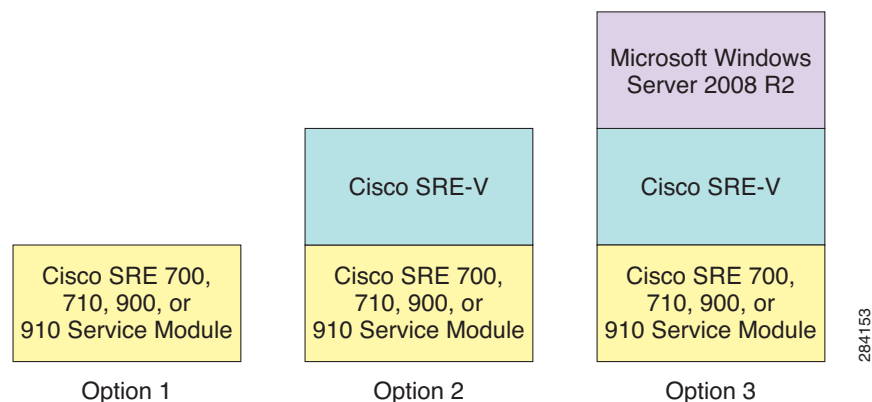 Microsoft Windows
Server 2008 R2
Cisco SRE-V
Cisco SRE-V
Cisco SRE 700,
710, 900, or
910 Service Module
Cisco SRE 700,
710, 900, or
910 Service Module
Cisco SRE 700,
710, 900, or
910 Service Module
284153
Option 1
Option 2
Option 3